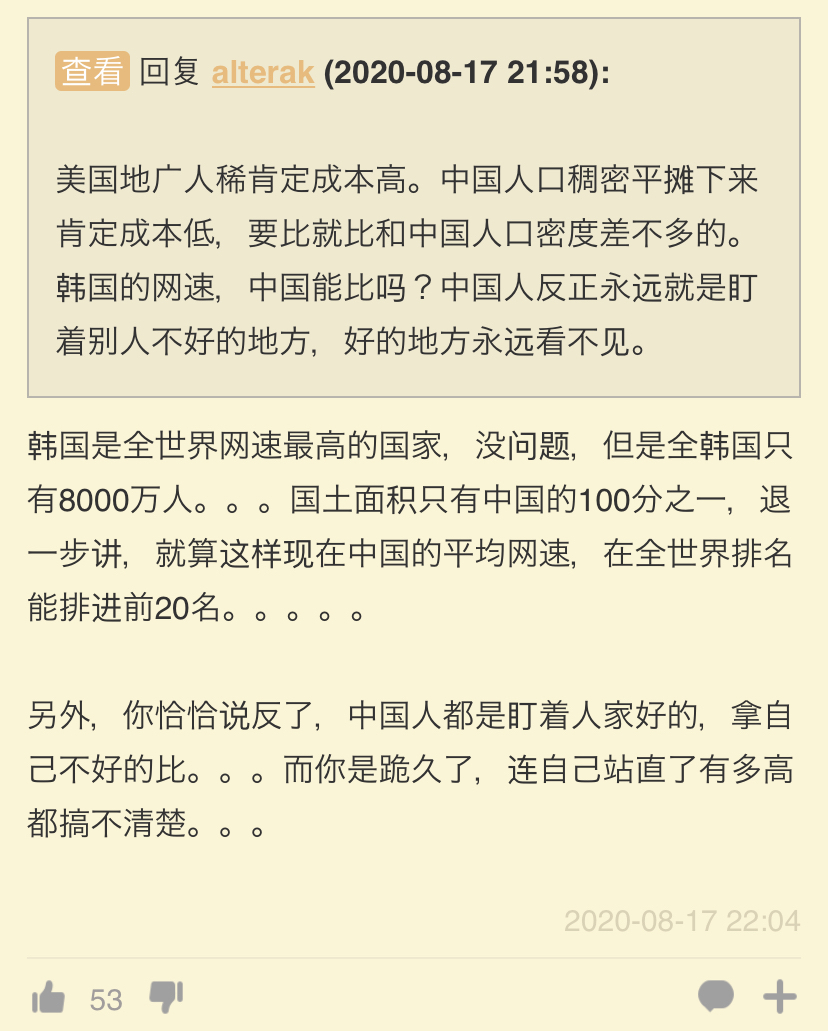 查看 回复 alterak (2020-08-17 21:58):
美国地广人稀肯定成本高。中国人口稠密平摊下来
肯定成本低，要比就比和中国人口密度差不多的。
韩国的网速，中国能比吗？中国人反正永远就是盯
着别人不好的地方，好的地方永远看不见。
韩国是全世界网速最高的国家，没问题，但是全韩国只
有8000万人。。。国土面积只有中国的100分之一，退
一步讲，就算这样现在中国的平均网速，在全世界排名
能排进前20名。。。。。
另外，你恰恰说反了，中国人都是盯着人家好的，拿自
己不好的比。。。而你是跪久了，连自己站直了有多高
都搞不清楚。。。
2020-08-17 22:04
53